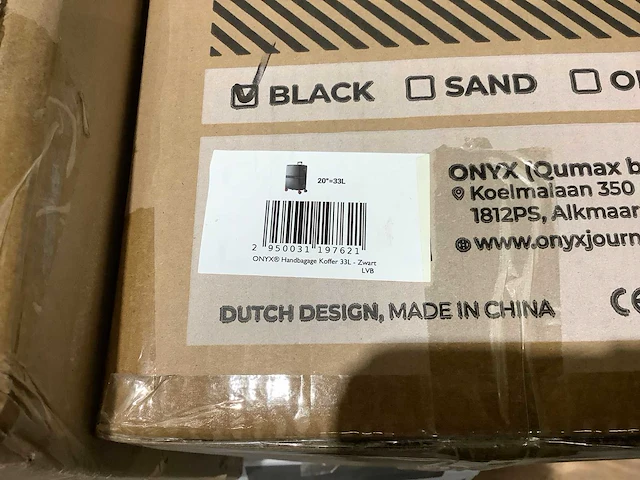 BLACK SAND
20"=33L
2 950031 197621
ONYX® Handbagage Koffer 33L - Zwart
LVB
ONYX (Qumax b
Koelmalaan 350
1812PS, Alkmaar
www.onyxjourn
DUTCH DESIGN, MADE IN CHINA
CE